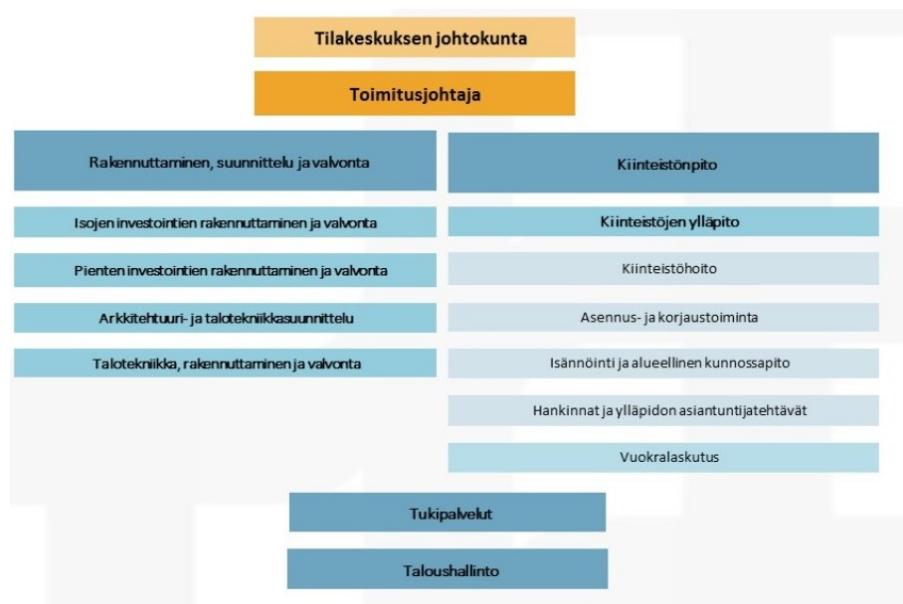 Tilakeskuksen johtokunta
Toimitusjohtaja
Rakennuttaminen, suunnittelu ja valvonta
Isojen investointien rakennuttaminen ja valvonta
Pienten investointien rakennuttaminen ja valvonta
Arkkitehtuuri- ja talotekniikkasuunnittelu
Talotekniikka, rakennuttaminen ja valvonta
Kiinteistönpito
Kiinteistöjen ylläpito
Kiinteistöhoito
Asennus- ja korjaustoiminta
Isännöinti ja alueellinen kunnossapito
Hankinnat ja ylläpidon asiantuntijatehtävät
Vuokralaskutus
Tukipalvelut
Taloushallinto